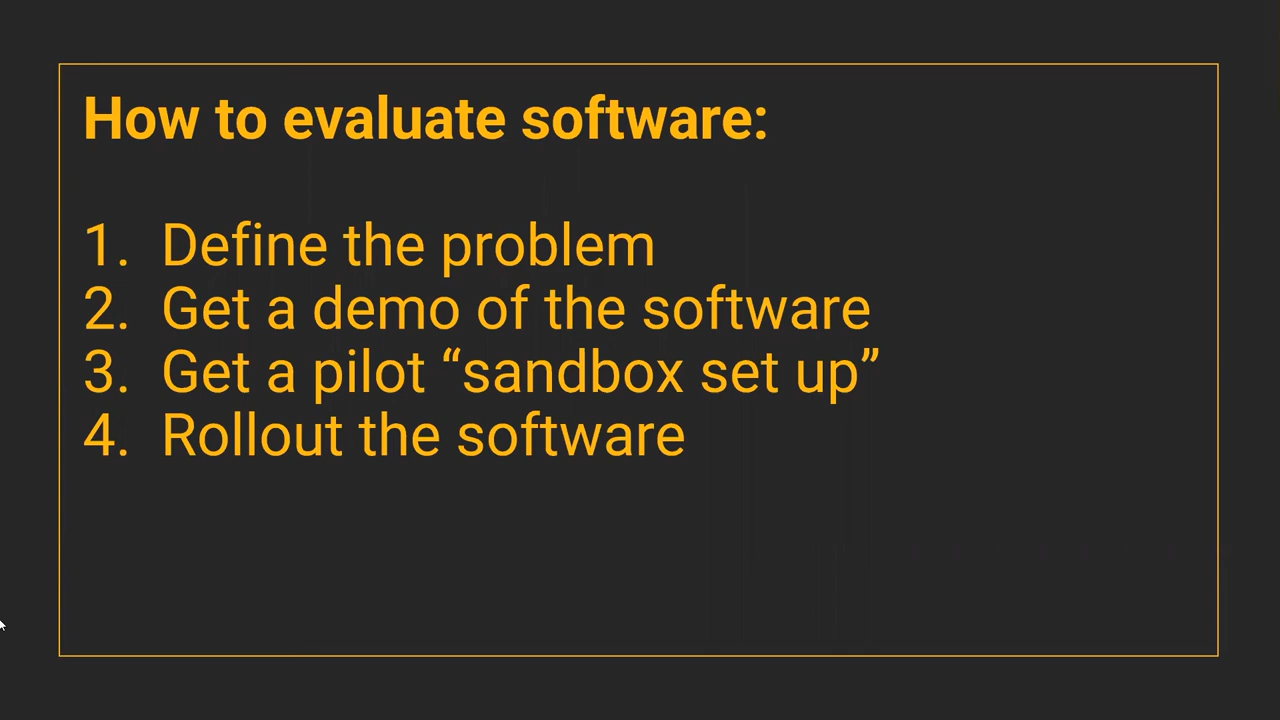 How to evaluate software:
1. Define the problem
2. Get a demo of the software
3. Get a pilot “sandbox set up”
4. Rollout the software